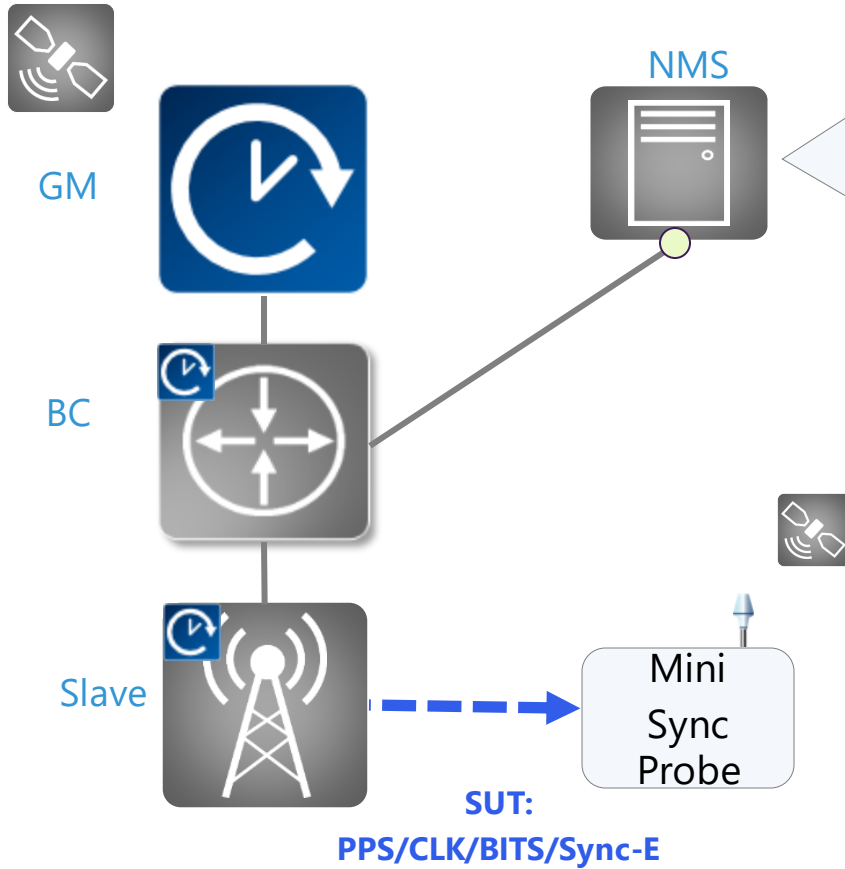 NMS
GM
BC
Slave
Mini
Sync
Probe
SUT:
PPS/CLK/BITS/Sync-E